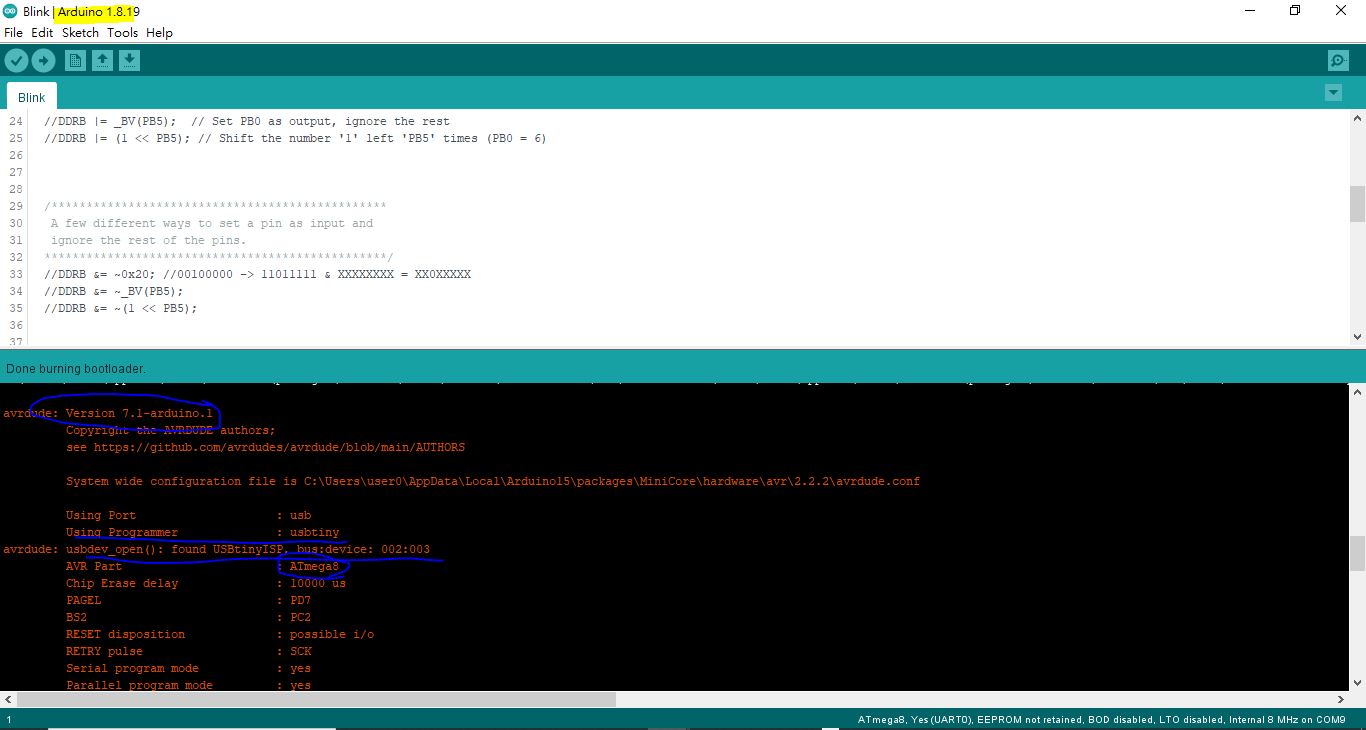 Blink | Arduino 1.8.19
File Edit Sketch Tools Help
Blink
24 //DDRB |= _BV(PB5); // Set PB0 as output, ignore the rest
25 //DDRB |= (1 << PB5); // Shift the number '1' left 'PB5' times (PB0 = 6)
26
27
28
29 /************************************************
30 A few different ways to set a pin as input and
31 ignore the rest of the pins.
32 *************************************************/
33 //DDRB &= ~0x20; //00100000 -> 11011111 & XXXXXXXX = XX0XXXXX
34 //DDRB &= ~_BV(PB5);
35 //DDRB &= ~(1 << PB5);
36
37
Done burning bootloader.
avrdude: Version 7.1-arduino.1
Copyright the AVRDUDE authors;
see https://github.com/avrdudes/avrdude/blob/main/AUTHORS
System wide configuration file is C:\Users\user0\AppData\Local\Arduino15\packages\MiniCore\hardware\avr\2.2.2\avrdude.conf
Using Port : usb
Using Programmer : usbtiny
avrdude: usbdev_open(): found USBtinyISP, bus:device: 002:003
AVR Part : ATmega8
Chip Erase delay : 10000 us
PAGEL : PD7
BS2 : PC2
RESET disposition : possible i/o
RETRY pulse : SCK
Serial program mode : yes
Parallel program mode : yes
1 ATmega8, Yes (UART0), EEPROM not retained, BOD disabled, LTO disabled, Internal 8 MHz on COM9